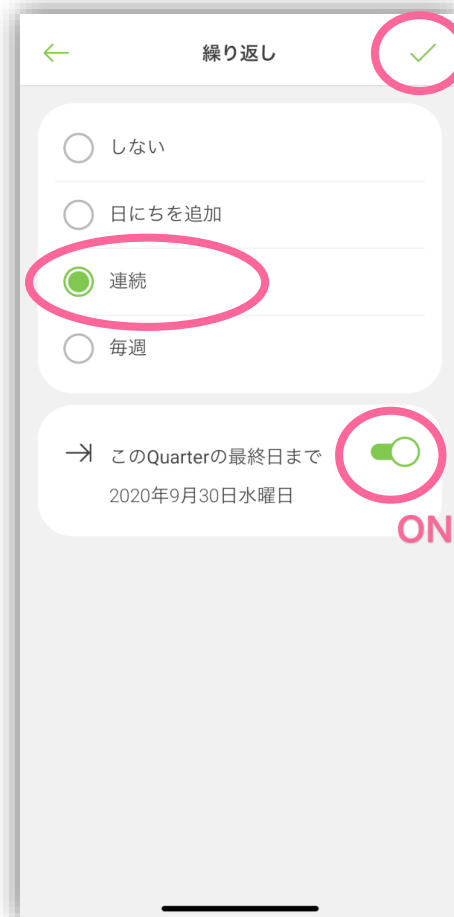 繰り返し
しない
日にちを追加
連続
毎週
このQuarterの最終日まで
2020年9月30日水曜日
ON